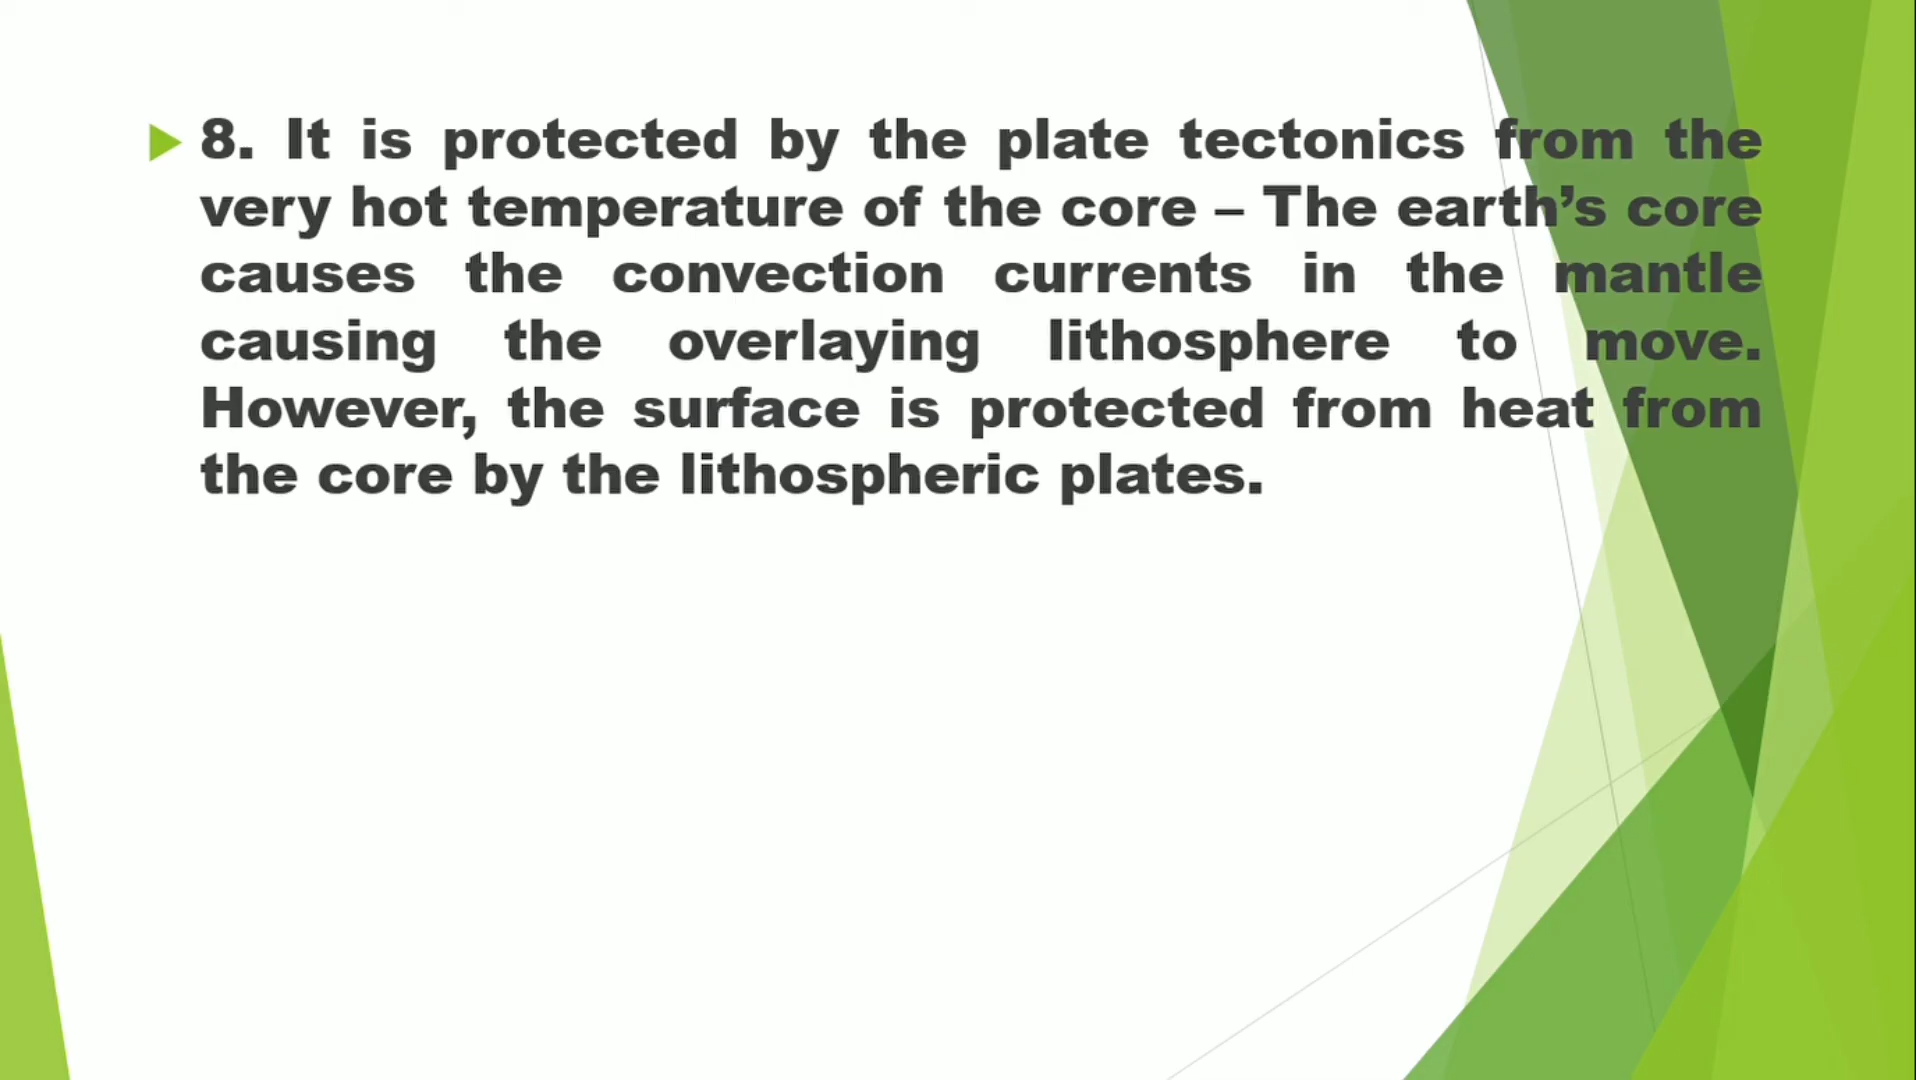 8. It is protected by the plate tectonics from the
very hot temperature of the core – The earth’s core
causes the convection currents in the mantle
causing the overlaying lithosphere to move.
However, the surface is protected from heat from
the core by the lithospheric plates.